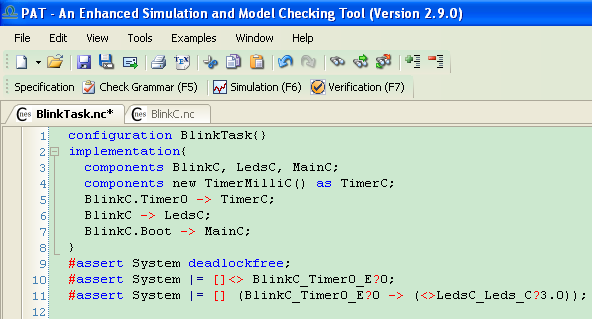 PAT - An Enhanced Simulation and Model Checking Tool (Version 2.9.0)
File Edit View Tools Examples Window Help
Specification Check Grammar (F5) Simulation (F6) Verification (F7)
nes BlinkTask.nc* nes BlinkC.nc
1 configuration BlinkTask{}
2 implementation{
3 components BlinkC, LedsC, MainC;
4 components new TimerMilliC() as TimerC;
5 BlinkC.Timer0 -> TimerC;
6 BlinkC -> LedsC;
7 BlinkC.Boot -> MainC;
8 }
9 #assert System deadlockfree;
10 #assert System |= []<> BlinkC_Timer0_E?0;
11 #assert System |= [] (BlinkC_Timer0_E?0 -> (<>LedsC_Leds_C?3.0));
12